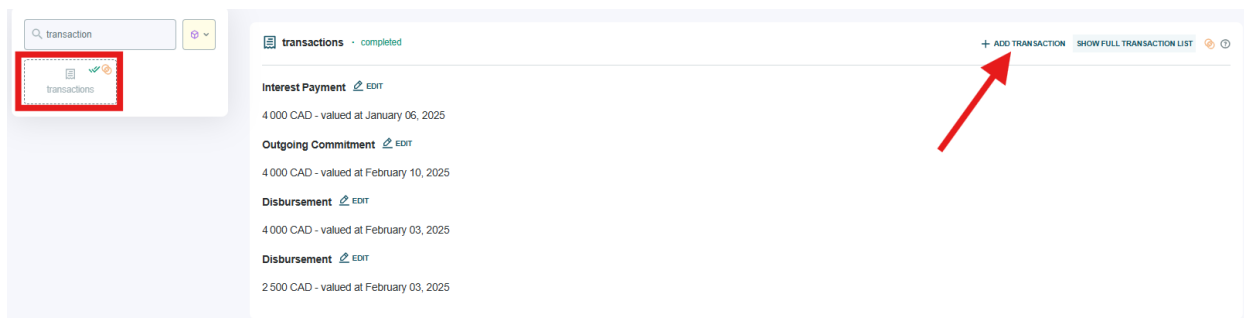 transaction
transactions
transactions · completed
+ ADD TRANSACTION SHOW FULL TRANSACTION LIST
Interest Payment EDIT
4 000 CAD - valued at January 06, 2025
Outgoing Commitment EDIT
4 000 CAD - valued at February 10, 2025
Disbursement EDIT
4 000 CAD - valued at February 03, 2025
Disbursement EDIT
2 500 CAD - valued at February 03, 2025